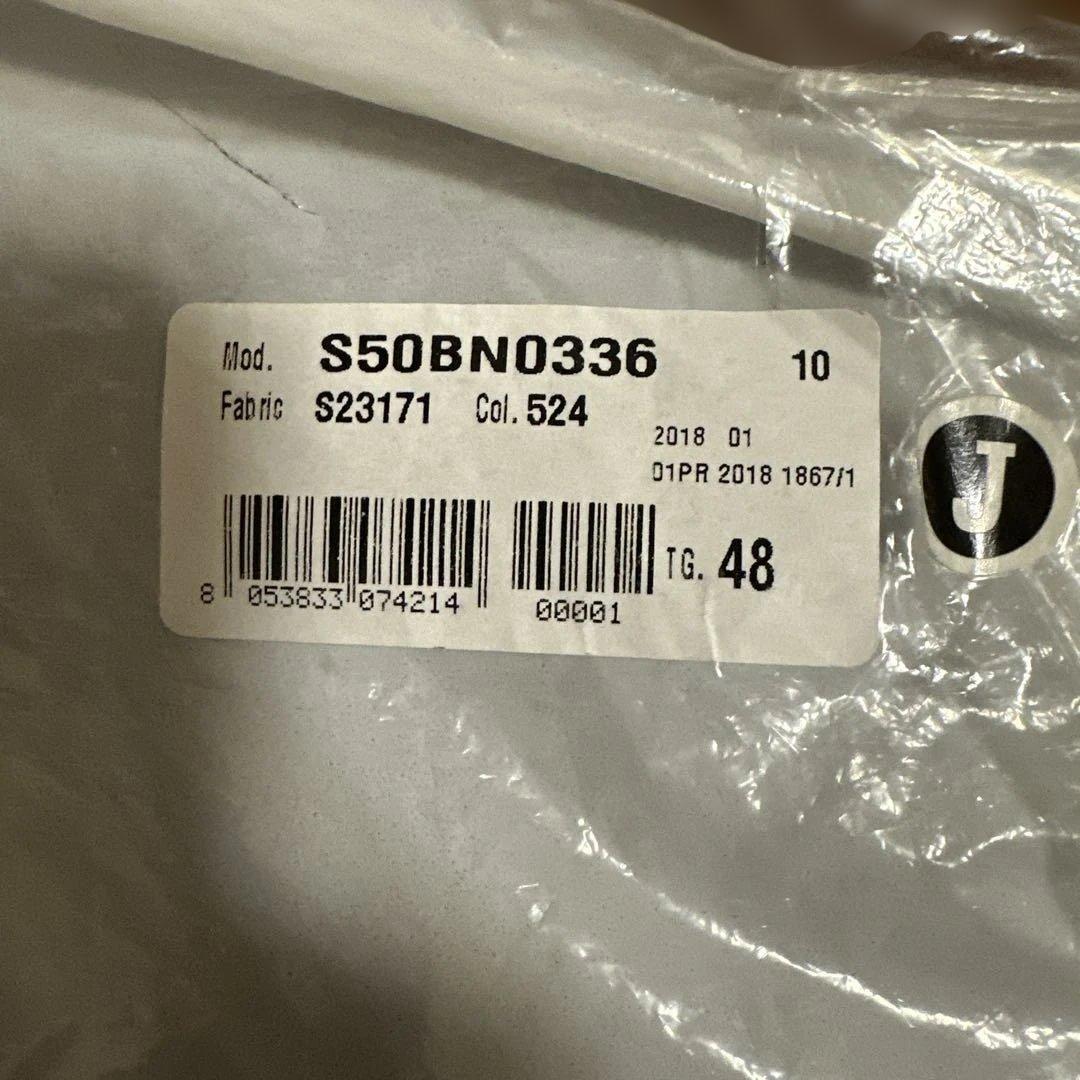 Mod. S50BN0336 10
Fabric S23171 Col. 524
2018 01
01PR 2018 1867/1
J
TG. 48
8 053833 074214 00001